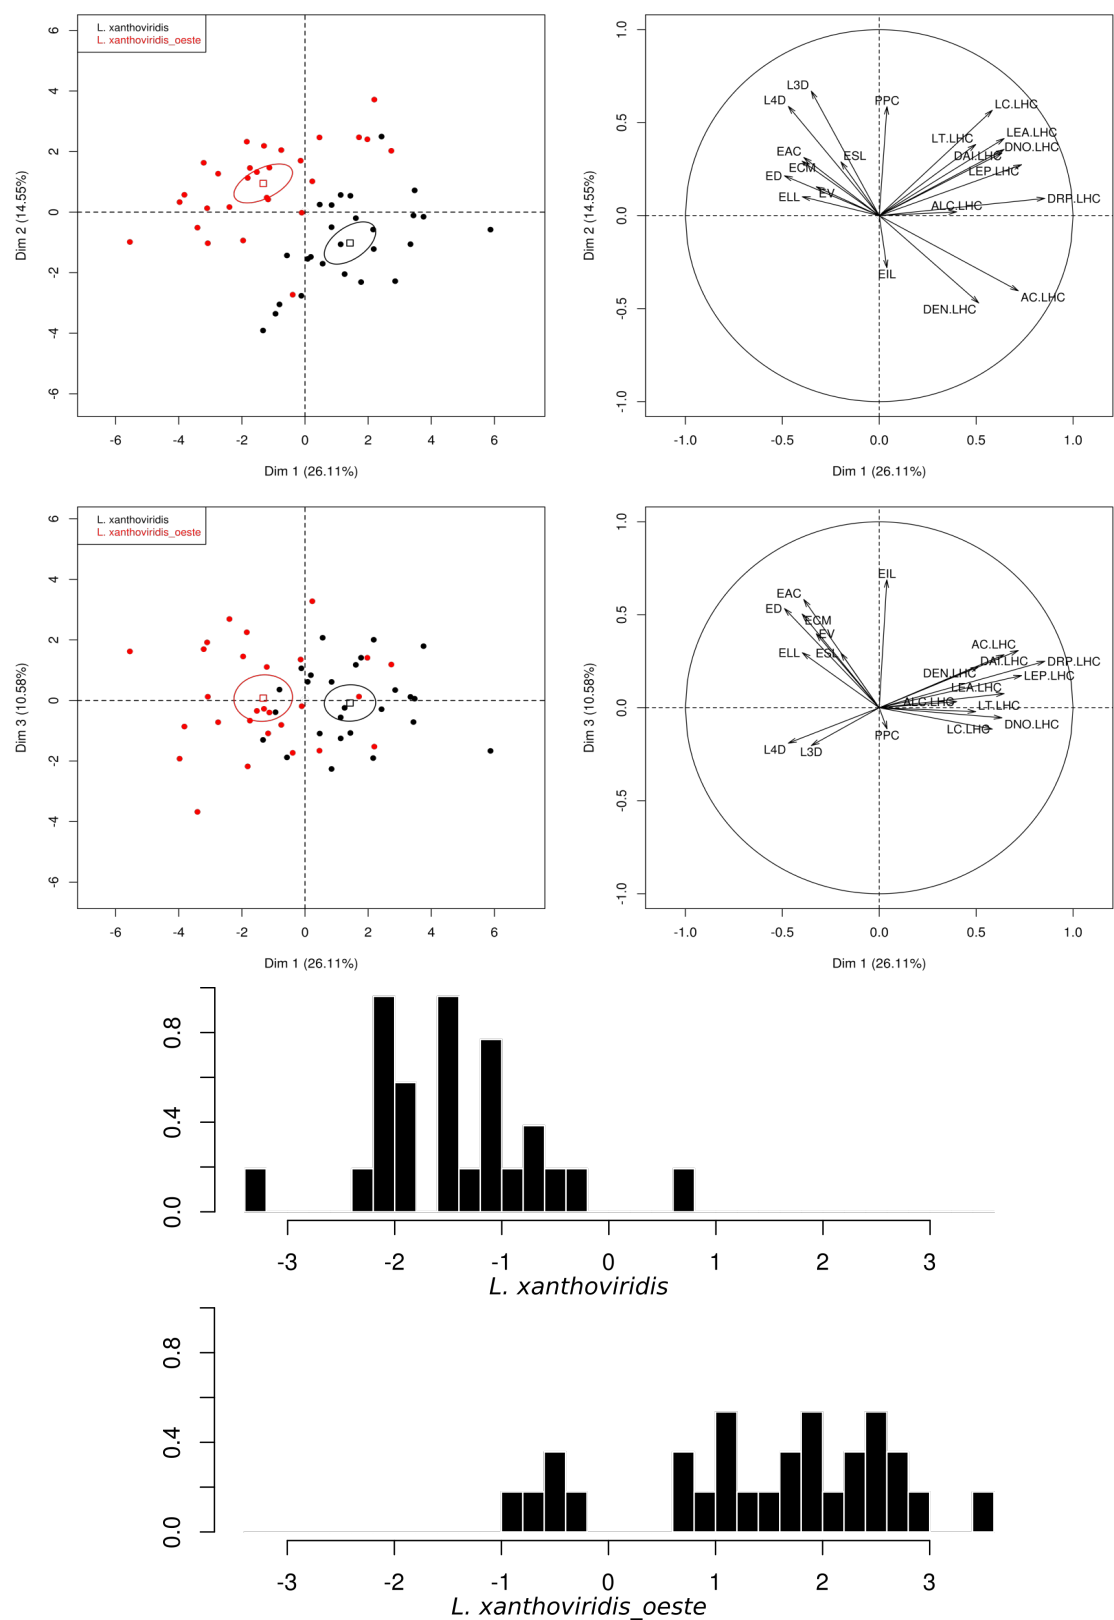 L. xanthoviridis
L. xanthoviridis_oeste
6
4
2
0
-2
-4
-6
Dim 2 (14.55%)
-6 -4 -2 0 2 4 6
Dim 1 (26.11%)
1.0
0.5
0.0
-0.5
-1.0
Dim 2 (14.55%)
L3D
L4D
PPC
LC.LHC
LEA.LHC
LT.LHC
DNO.LHC
EAC
ESL
DAI.LHC
ECM
LEP.LHC
ED
EV
ELL
DRP.LHC
ALC.LHC
EIL
AC.LHC
DEN.LHC
-1.0 -0.5 0.0 0.5 1.0
Dim 1 (26.11%)
L. xanthoviridis
L. xanthoviridis_oeste
6
4
2
0
-2
-4
-6
Dim 3 (10.58%)
-6 -4 -2 0 2 4 6
Dim 1 (26.11%)
1.0
0.5
0.0
-0.5
-1.0
Dim 3 (10.58%)
EIL
EAC
ED
ECM
EV
AC.LHC
ELL
ESL
DAI.LHC
DRP.LHC
DEN.LHC
LEP.LHC
LEA.LHC
ALC.LHC
LT.LHC
DNO.LHC
LC.LHC
PPC
L4D
L3D
-1.0 -0.5 0.0 0.5 1.0
Dim 1 (26.11%)
0.8
0.4
0.0
-3 -2 -1 0 1 2 3
L. xanthoviridis
0.8
0.4
0.0
-3 -2 -1 0 1 2 3
L. xanthoviridis_oeste